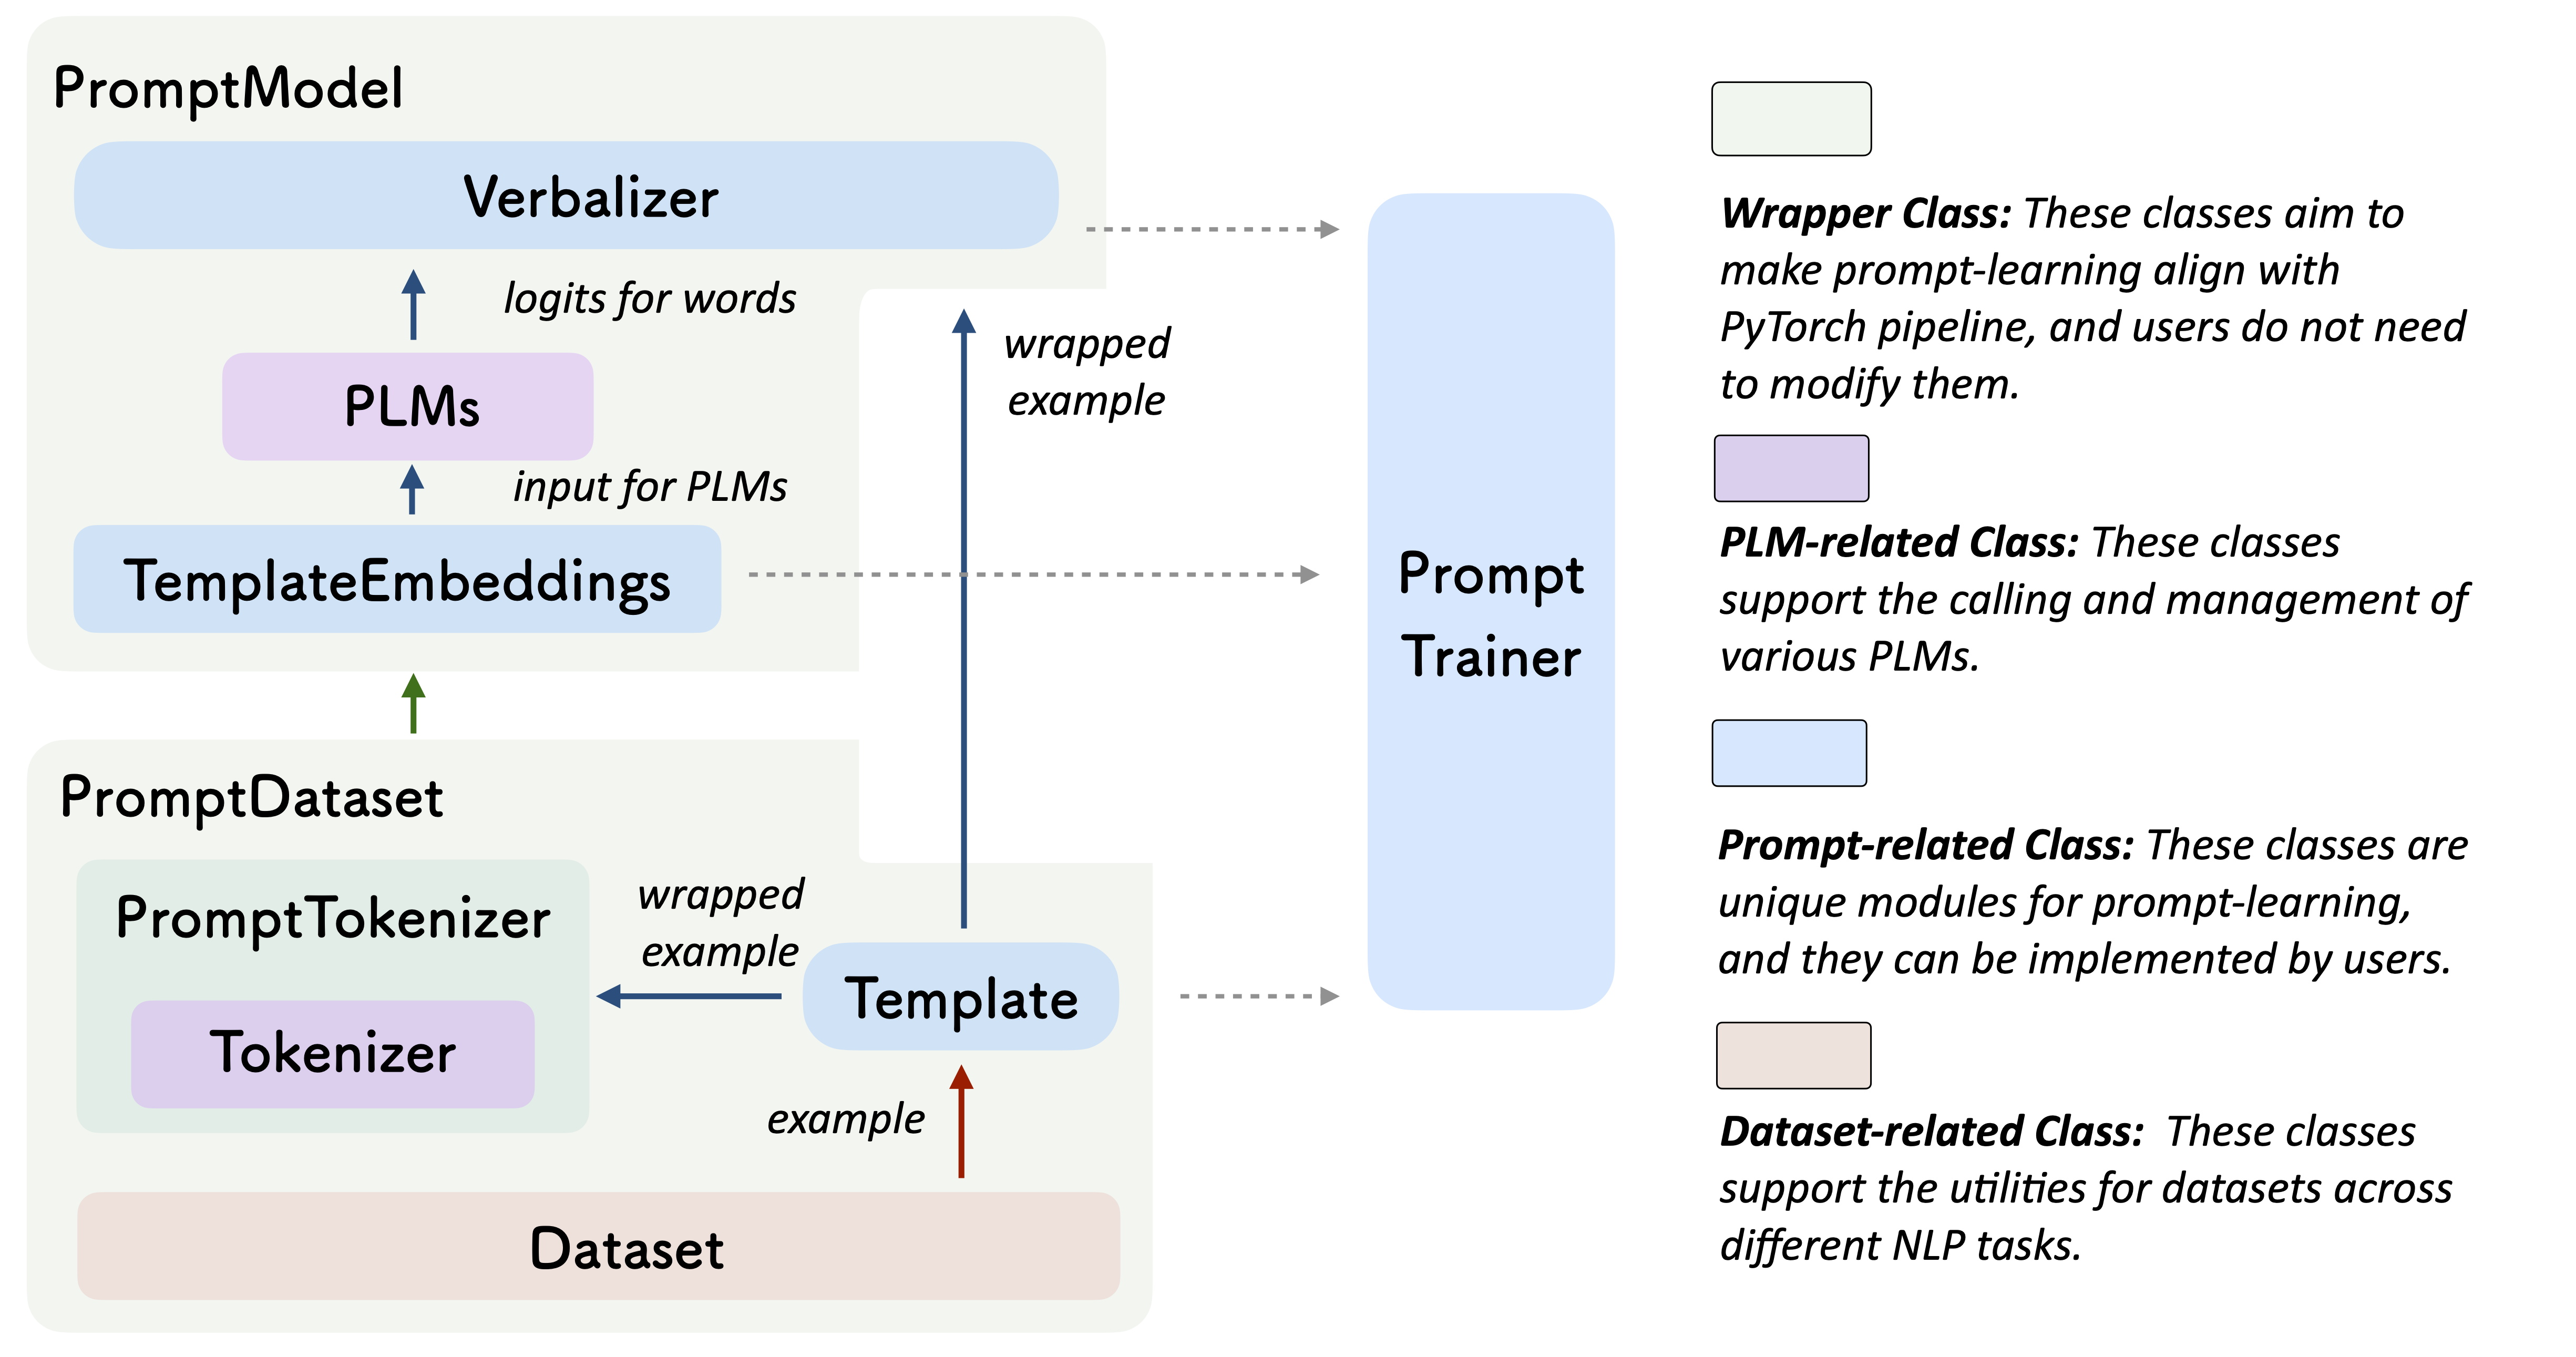 PromptModel
Verbalizer
logits for words
PLMs
input for PLMs
TemplateEmbeddings
wrapped
example
PromptDataset
PromptTokenizer
Tokenizer
wrapped
example
Template
example
Dataset
Prompt
Trainer
Wrapper Class: These classes aim to
make prompt-learning align with
PyTorch pipeline, and users do not need
to modify them.
PLM-related Class: These classes
support the calling and management of
various PLMs.
Prompt-related Class: These classes are
unique modules for prompt-learning,
and they can be implemented by users.
Dataset-related Class: These classes
support the utilities for datasets across
different NLP tasks.